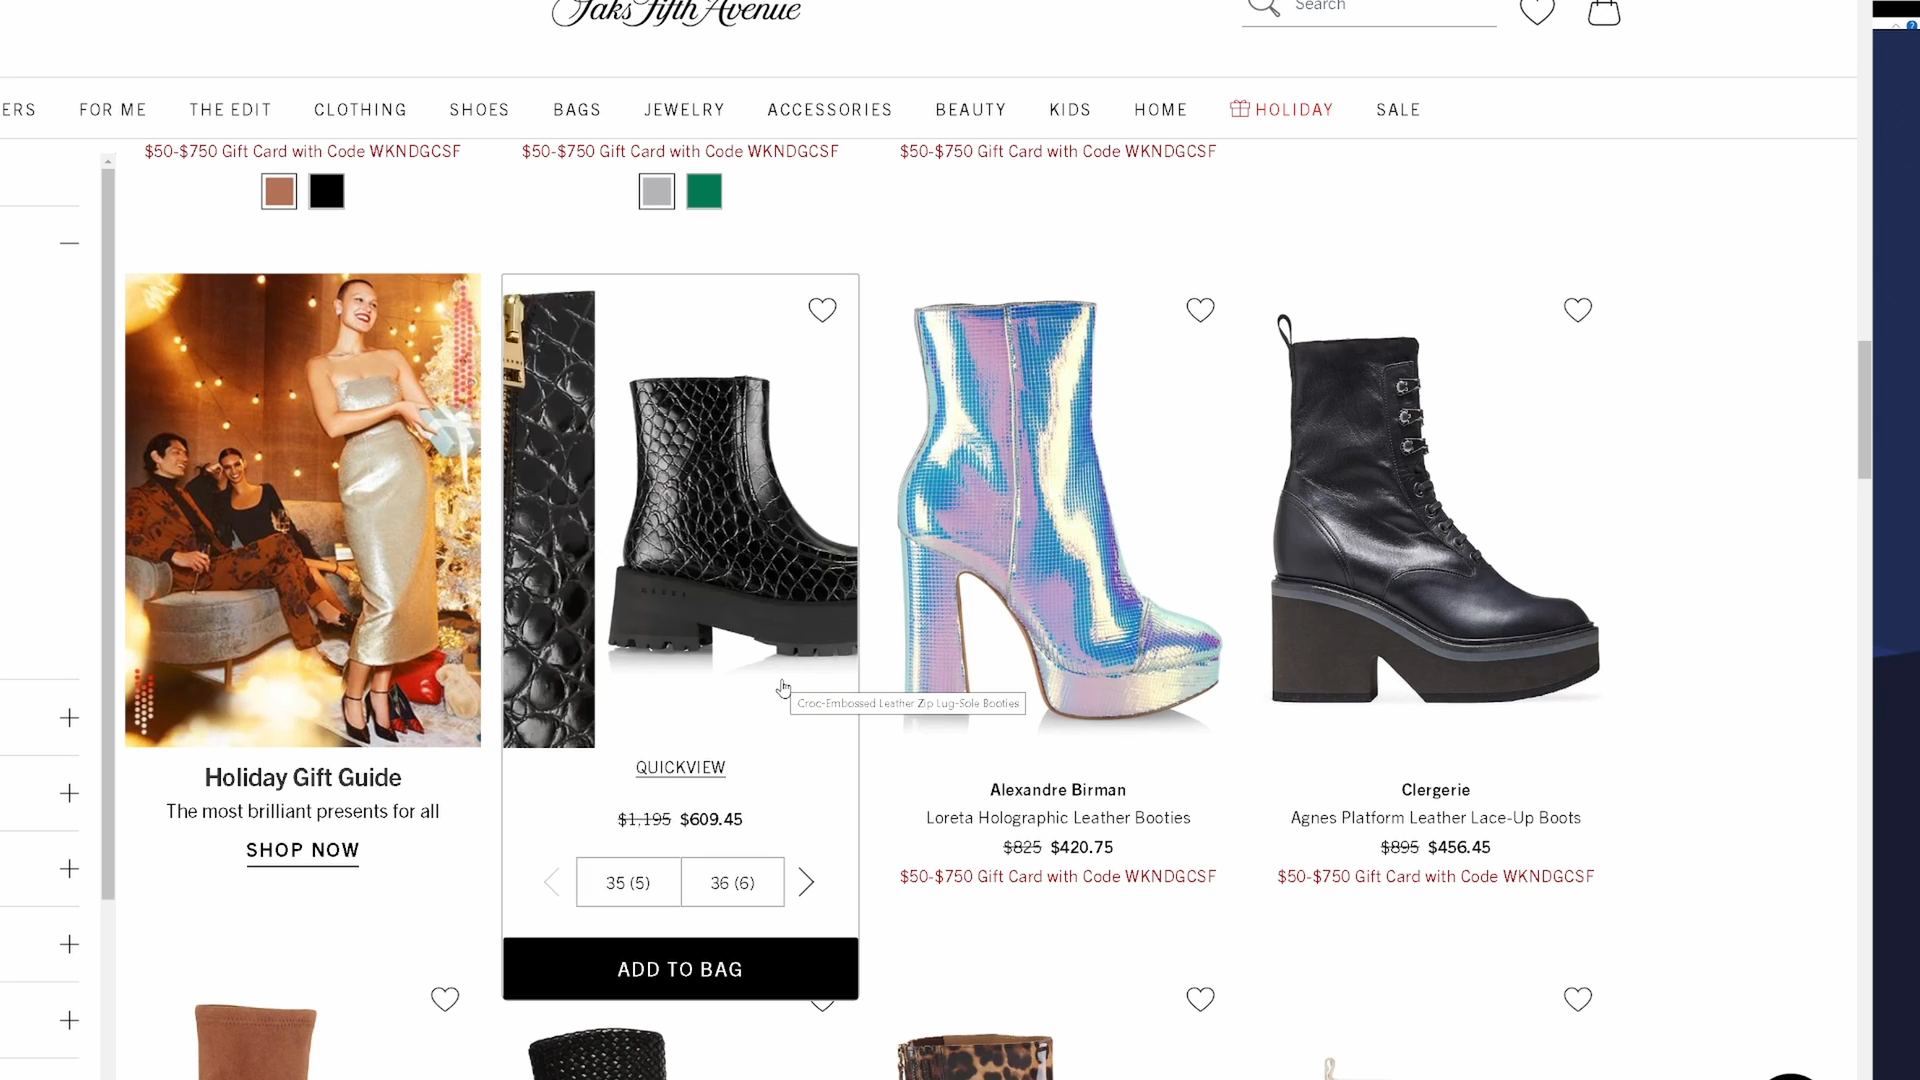 Saks Fifth Avenue
Search
ERS FOR ME THE EDIT CLOTHING SHOES BAGS JEWELRY ACCESSORIES BEAUTY KIDS HOME HOLIDAY SALE
$50-$750 Gift Card with Code WKNDGCSF
$50-$750 Gift Card with Code WKNDGCSF
$50-$750 Gift Card with Code WKNDGCSF
Croc-Embossed Leather Zip Lug-Sole Booties
Holiday Gift Guide
The most brilliant presents for all
SHOP NOW
QUICKVIEW
$1,195 $609.45
35 (5) 36 (6)
ADD TO BAG
Alexandre Birman
Loreta Holographic Leather Booties
$825 $420.75
$50-$750 Gift Card with Code WKNDGCSF
Clergerie
Agnes Platform Leather Lace-Up Boots
$895 $456.45
$50-$750 Gift Card with Code WKNDGCSF